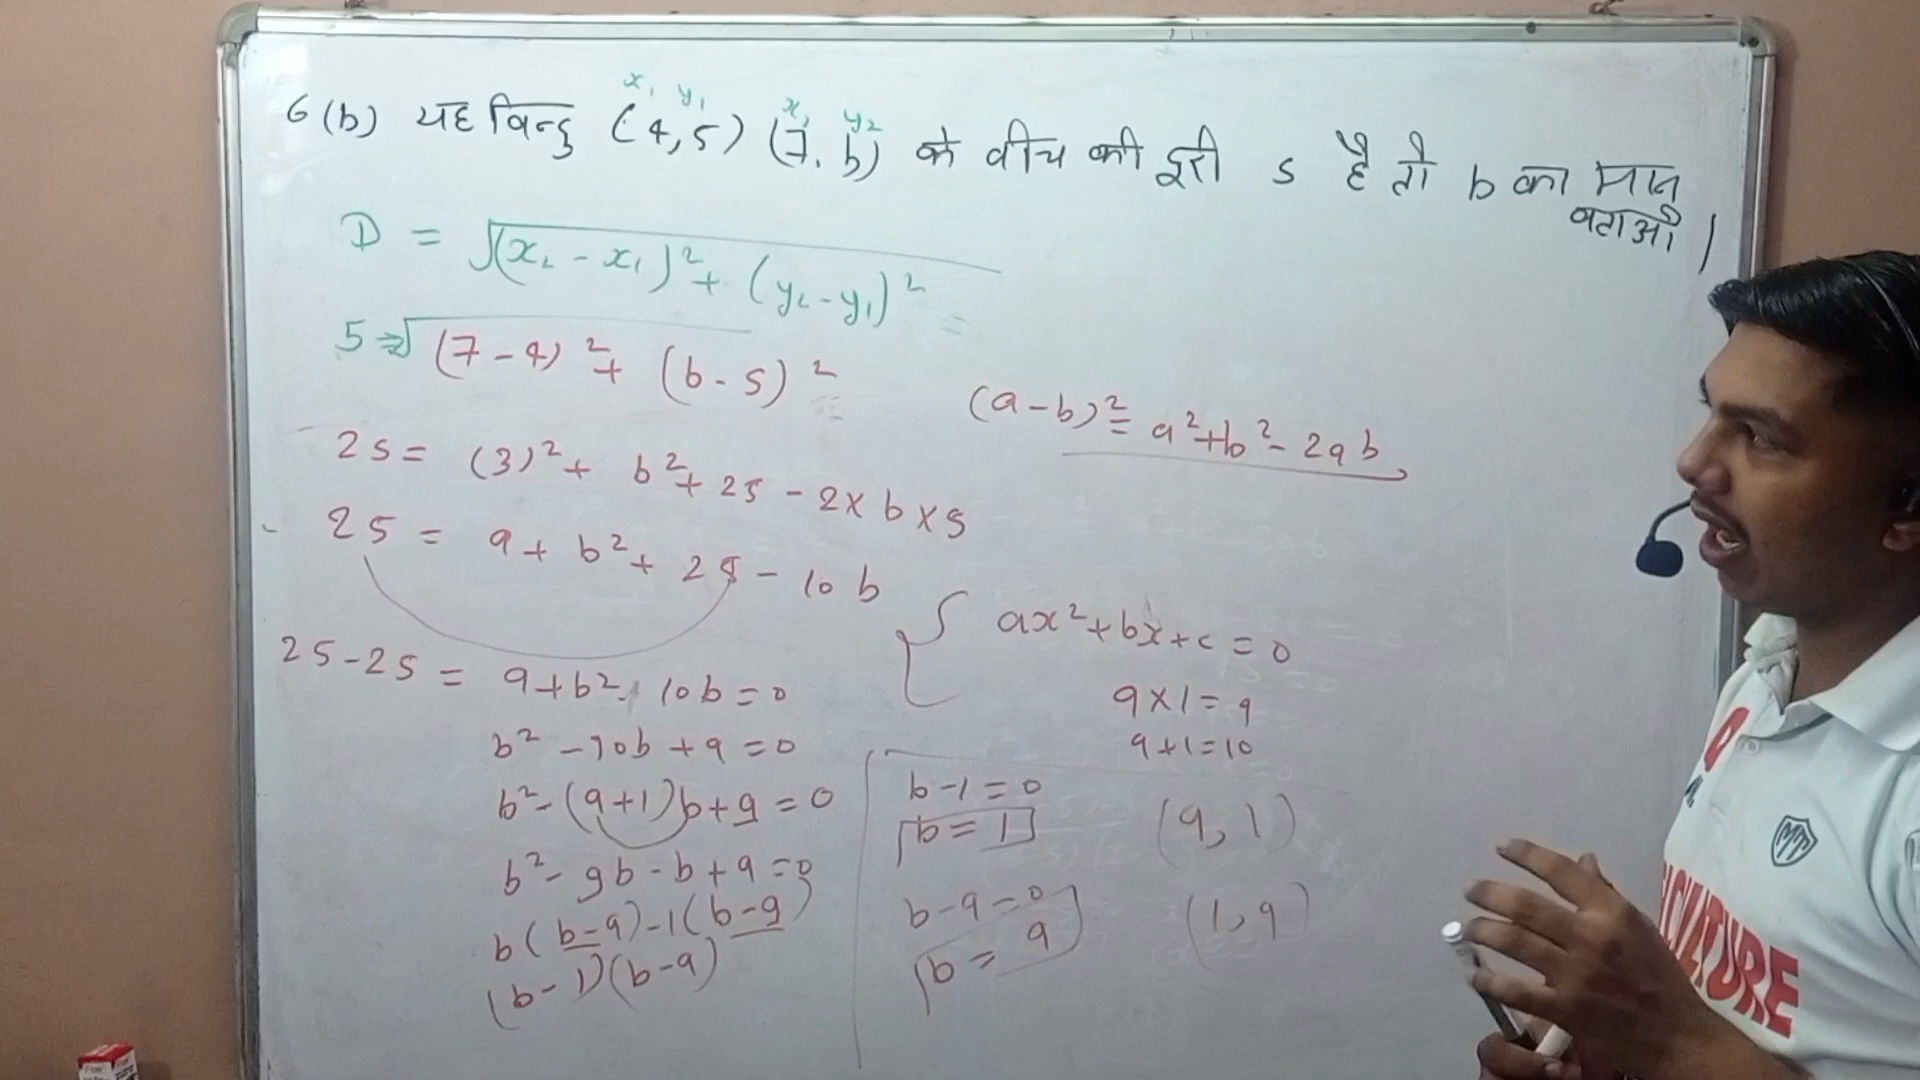 x₁ y₁ x₂ y₂
6 (b) यह विन्दु (4,5) (7, b) के बीच की दूरी 5 है तो b का मान
बताओ।
D = √(x₂ - x₁)² + (y₂ - y₁)²
5 = √(7 - 4)² + (b - 5)²
(a - b)² = a² + b² - 2ab
25 = (3)² + b² + 25 - 2 × b × 5
25 = 9 + b² + 25 - 10b
25 - 25 = 9 + b² - 10b = 0
b² - 10b + 9 = 0
b² - (9 + 1)b + 9 = 0
b² - 9b - b + 9 = 0
b(b - 9) - 1(b - 9)
(b - 1)(b - 9)
ax² + bx + c = 0
9 × 1 = 9
9 + 1 = 10
b - 1 = 0
b = 1
b - 9 = 0
b = 9
(9, 1)
(1, 9)
MT